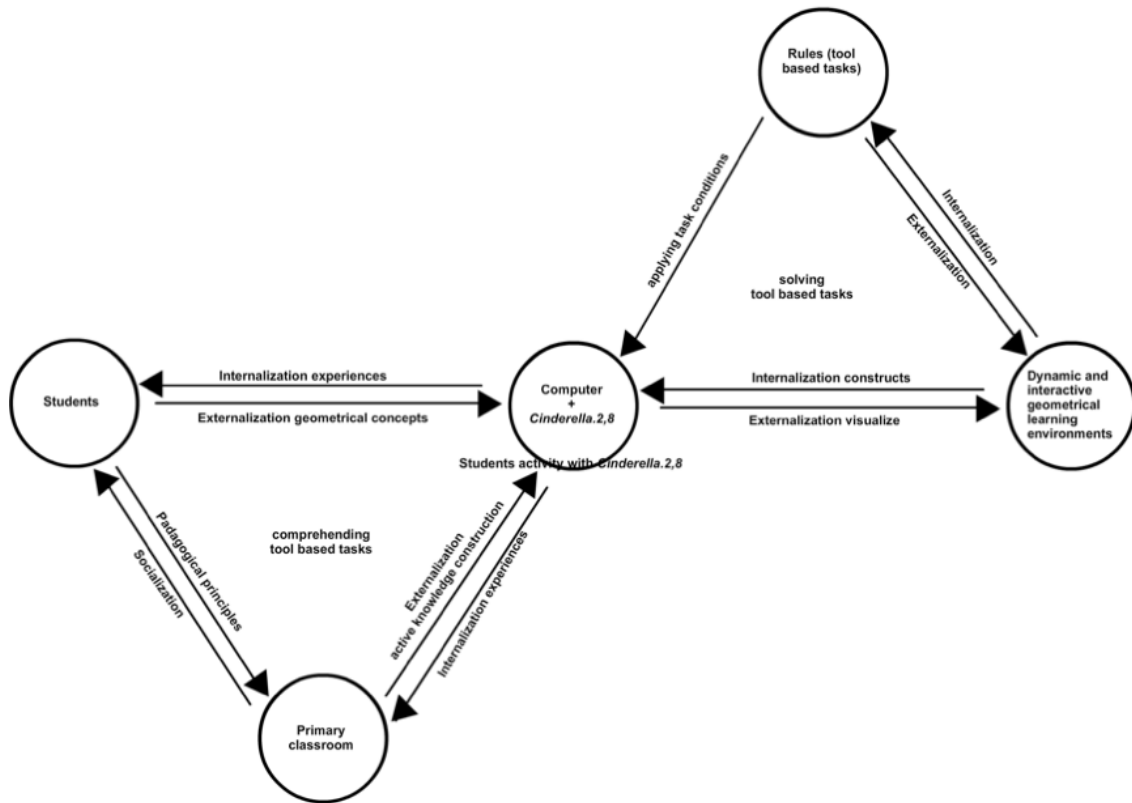 Rules (tool
based tasks)
applying task conditions
Internalization
Externalization
solving
tool based tasks
Students
Internalization experiences
Externalization geometrical concepts
Computer
+
Cinderella.2,8
Internalization constructs
Externalization visualize
Dynamic and
interactive
geometrical
learning
environments
Students activity with Cinderella.2,8
Padagogical principles
Socialization
comprehending
tool based tasks
Externalization
active knowledge construction
Internalization experiences
Primary
classroom